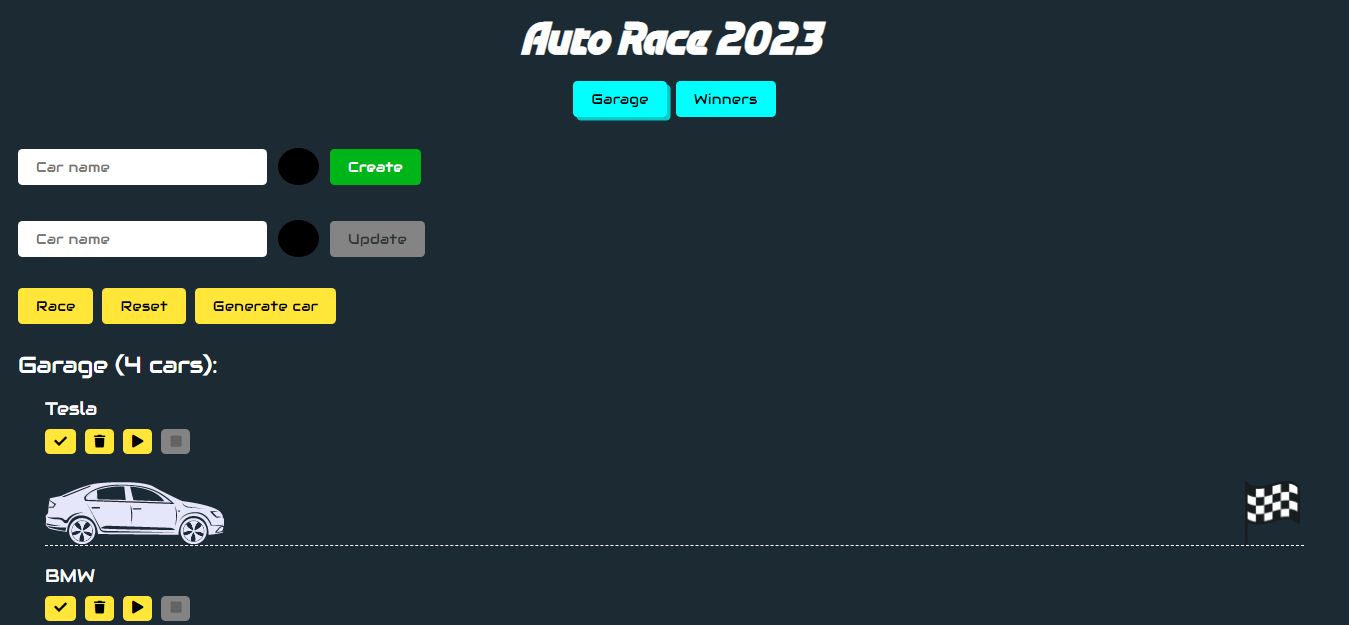 Auto Race 2023
Garage Winners
Car name Create
Car name Update
Race Reset Generate car
Garage (4 cars):
Tesla
BMW